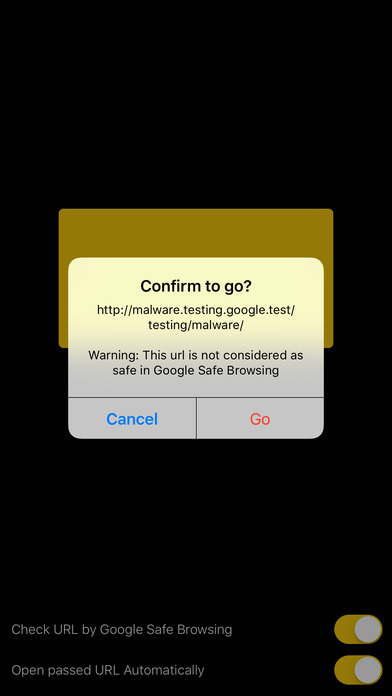 Confirm to go?
http://malware.testing.google.test/
testing/malware/
Warning: This url is not considered as
safe in Google Safe Browsing
Cancel
Go
Check URL by Google Safe Browsing
Open passed URL Automatically